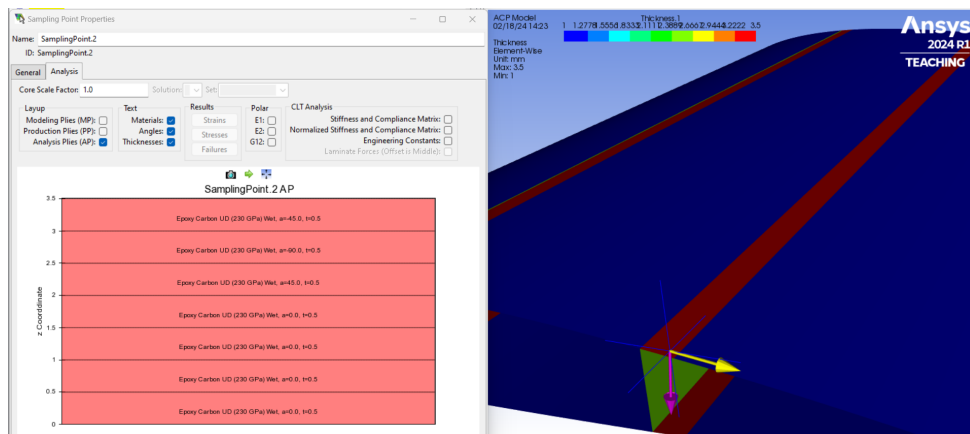 Sampling Point Properties
Name: SamplingPoint.2
ID: SamplingPoint.2
General Analysis
Core Scale Factor: 1.0 Solution: Set:
Layup Text Results Polar CLT Analysis
Modeling Plies (MP): Materials: Strains E1: Stiffness and Compliance Matrix:
Production Plies (PP): Angles: Stresses E2: Normalized Stiffness and Compliance Matrix:
Analysis Plies (AP): Thicknesses: Failures G12: Engineering Constants:
Laminate Forces (Offset is Middle):
SamplingPoint.2 AP
3.5
Epoxy Carbon UD (230 GPa) Wet, a=-45.0, t=0.5
3
Epoxy Carbon UD (230 GPa) Wet, a=-90.0, t=0.5
2.5
Epoxy Carbon UD (230 GPa) Wet, a=45.0, t=0.5
2
Epoxy Carbon UD (230 GPa) Wet, a=0.0, t=0.5
1.5
Epoxy Carbon UD (230 GPa) Wet, a=0.0, t=0.5
1
Epoxy Carbon UD (230 GPa) Wet, a=0.0, t=0.5
0.5
Epoxy Carbon UD (230 GPa) Wet, a=0.0, t=0.5
0
z Coordinate
ACP Model
02/18/24 14:23
Thickness.1
1 3.5
Thickness
Element-Wise
Unit: mm
Max: 3.5
Min: 1
Ansys
2024 R1
TEACHING